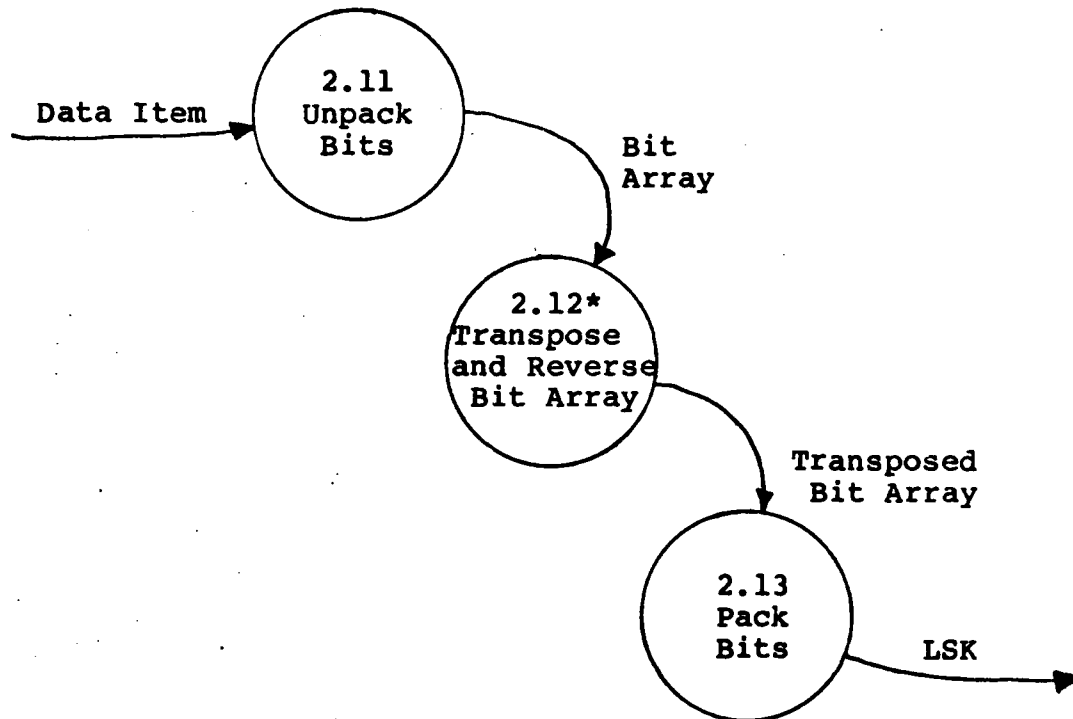 Data Item
2.11
Unpack
Bits
Bit
Array
2.12*
Transpose
and Reverse
Bit Array
Transposed
Bit Array
2.13
Pack
Bits
LSK